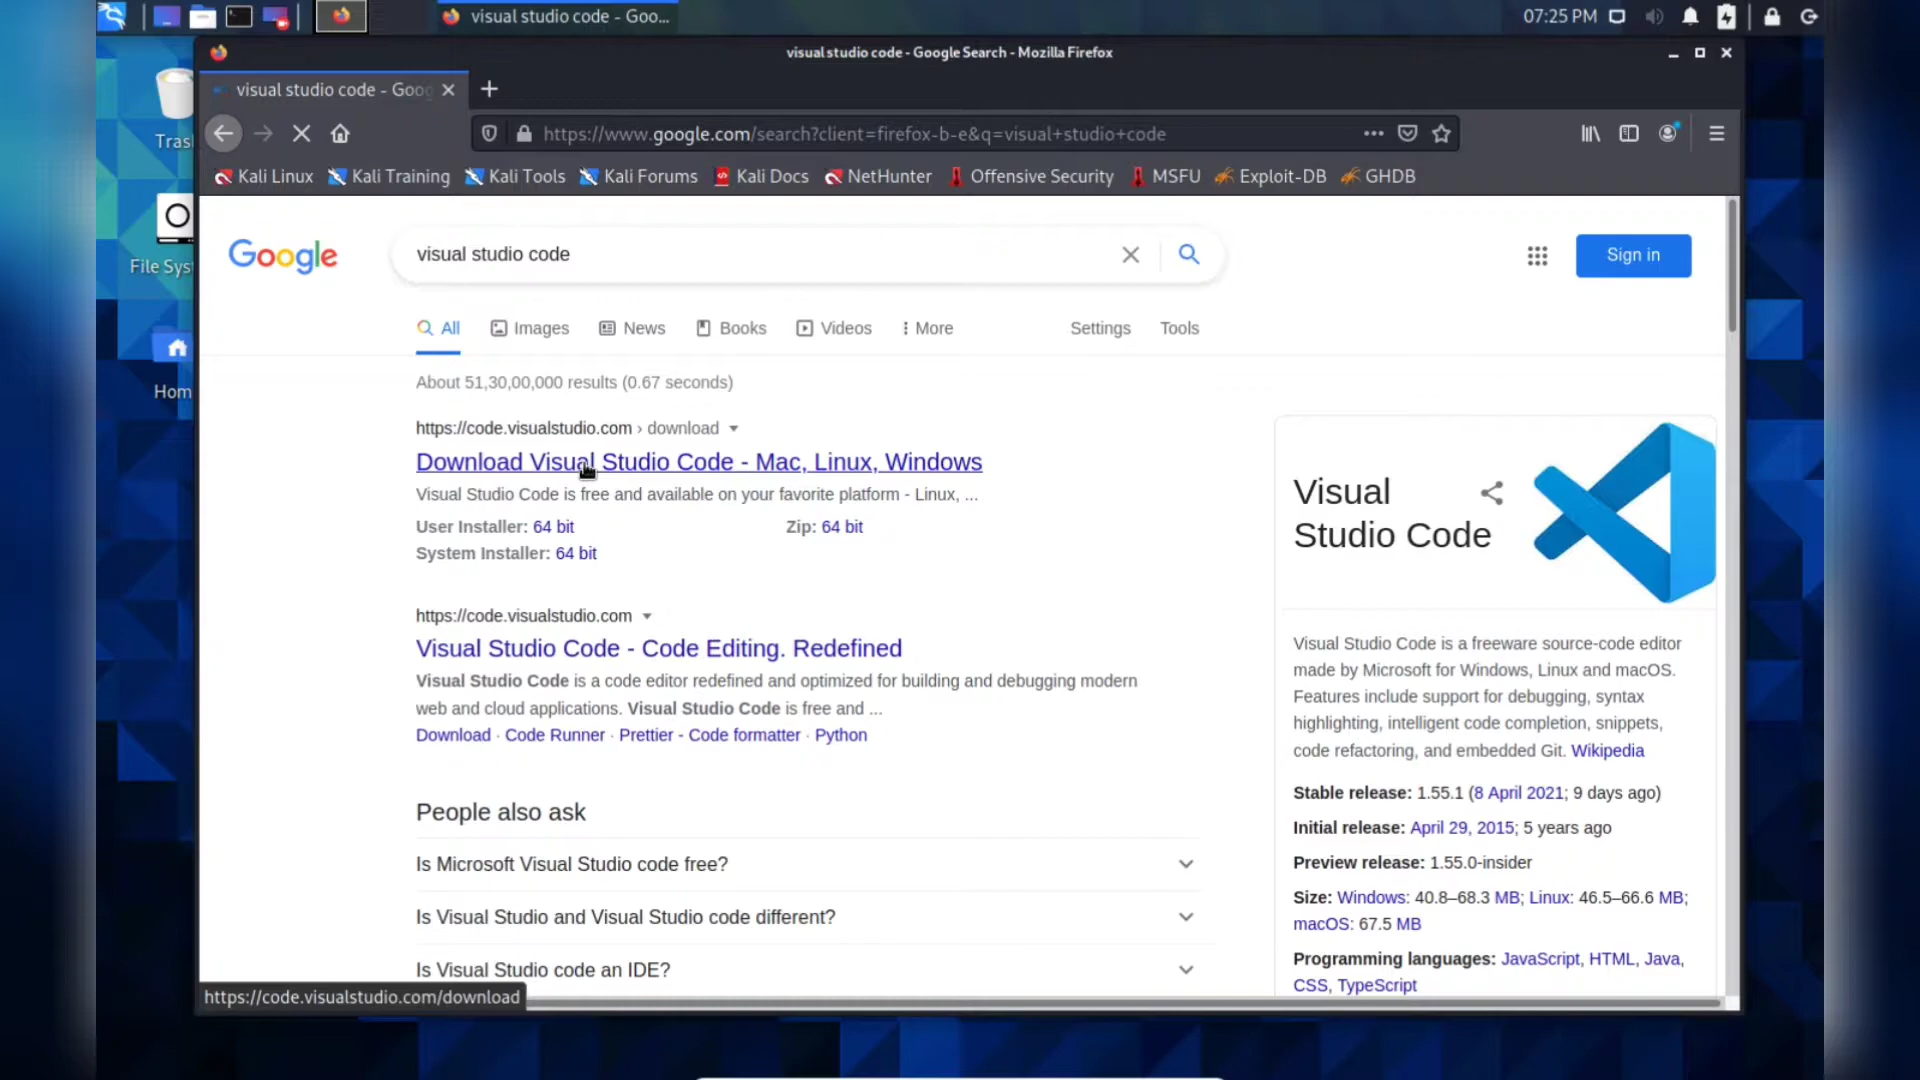 visual studio code - Goo...
07:25 PM
visual studio code - Google Search - Mozilla Firefox
visual studio code - Goog
https://www.google.com/search?client=firefox-b-e&q=visual+studio+code
Kali Linux
Kali Training
Kali Tools
Kali Forums
Kali Docs
NetHunter
Offensive Security
MSFU
Exploit-DB
GHDB
Trash
File Sys
Hom
Google
visual studio code
Sign in
All
Images
News
Books
Videos
More
Settings
Tools
About 51,30,00,000 results (0.67 seconds)
https://code.visualstudio.com › download
Download Visual Studio Code - Mac, Linux, Windows
Visual Studio Code is free and available on your favorite platform - Linux, ...
User Installer: 64 bit
Zip: 64 bit
System Installer: 64 bit
https://code.visualstudio.com
Visual Studio Code - Code Editing. Redefined
Visual Studio Code is a code editor redefined and optimized for building and debugging modern
web and cloud applications. Visual Studio Code is free and ...
Download · Code Runner · Prettier - Code formatter · Python
People also ask
Is Microsoft Visual Studio code free?
Is Visual Studio and Visual Studio code different?
Is Visual Studio code an IDE?
Visual
Studio Code
Visual Studio Code is a freeware source-code editor
made by Microsoft for Windows, Linux and macOS.
Features include support for debugging, syntax
highlighting, intelligent code completion, snippets,
code refactoring, and embedded Git. Wikipedia
Stable release: 1.55.1 (8 April 2021; 9 days ago)
Initial release: April 29, 2015; 5 years ago
Preview release: 1.55.0-insider
Size: Windows: 40.8–68.3 MB; Linux: 46.5–66.6 MB;
macOS: 67.5 MB
Programming languages: JavaScript, HTML, Java,
CSS, TypeScript
https://code.visualstudio.com/download